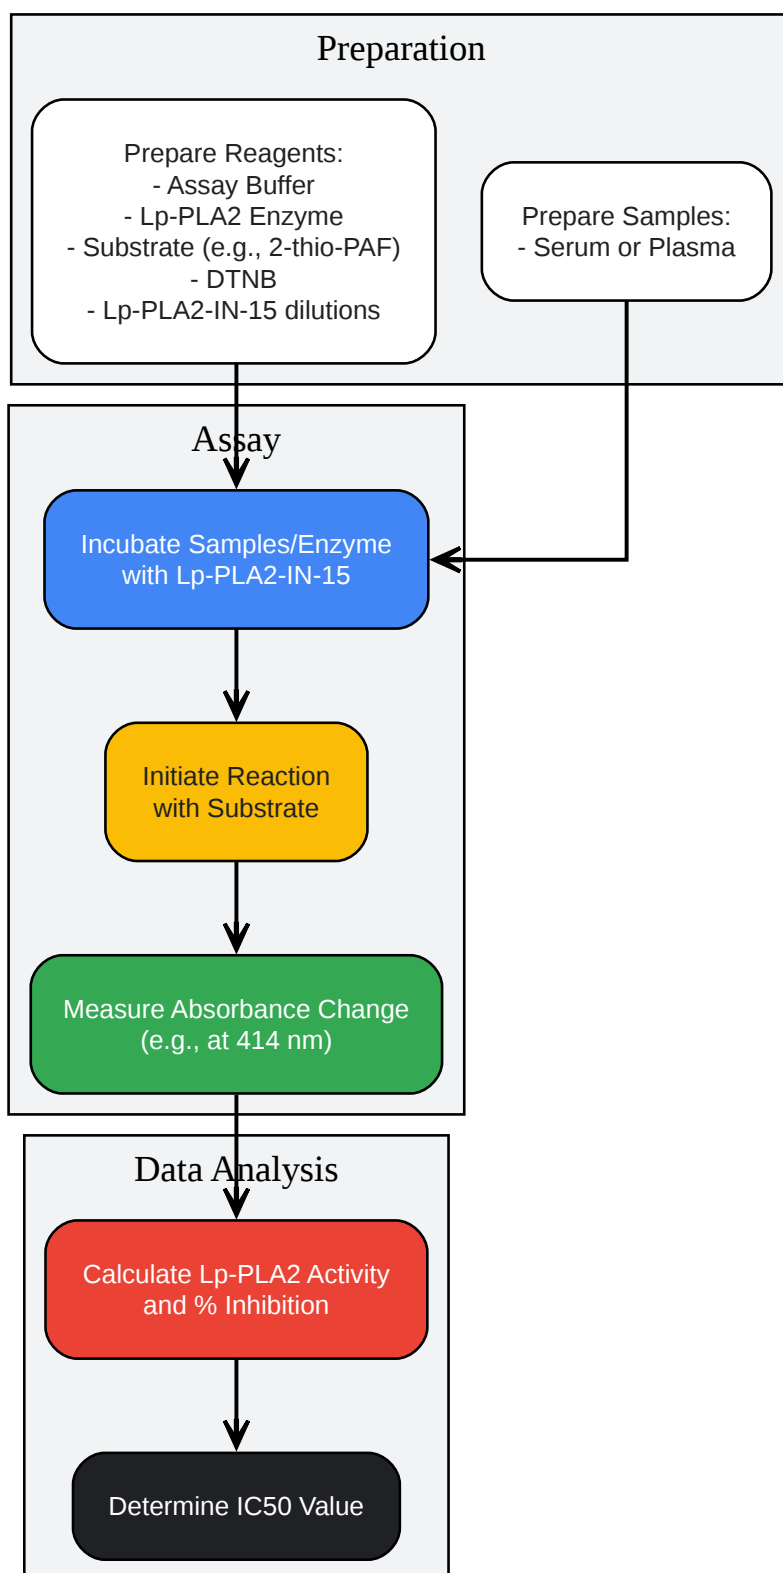 Preparation
Prepare Reagents:
- Assay Buffer
- Lp-PLA2 Enzyme
- Substrate (e.g., 2-thio-PAF)
- DTNB
- Lp-PLA2-IN-15 dilutions
Prepare Samples:
- Serum or Plasma
Assay
Incubate Samples/Enzyme
with Lp-PLA2-IN-15
Initiate Reaction
with Substrate
Measure Absorbance Change
(e.g., at 414 nm)
Data Analysis
Calculate Lp-PLA2 Activity
and % Inhibition
Determine IC50 Value